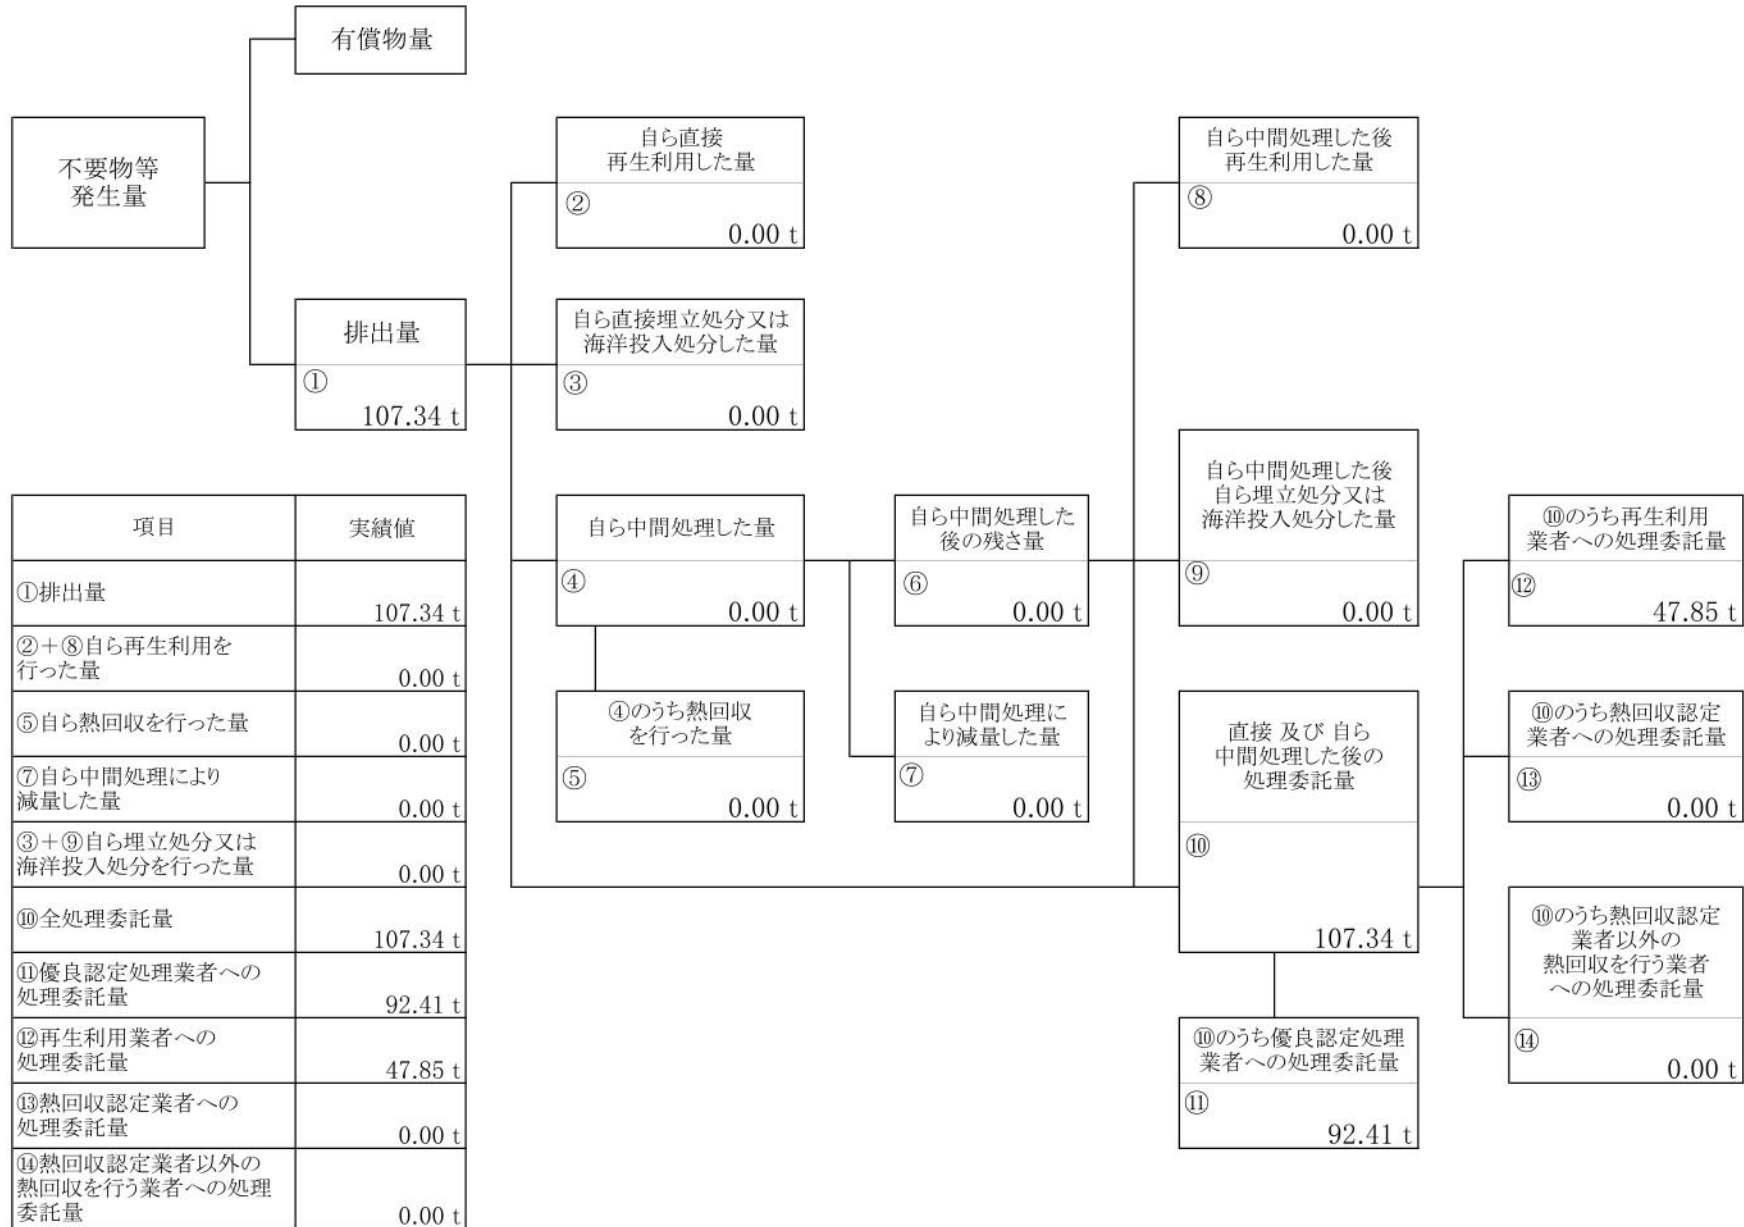 有償物量
不要物等
発生量
排出量
①
107.34 t
自ら直接
再生利用した量
②
0.00 t
自ら直接埋立処分又は
海洋投入処分した量
③
0.00 t
自ら中間処理した量
④
0.00 t
④のうち熱回収
を行った量
⑤
0.00 t
自ら中間処理した
後の残さ量
⑥
0.00 t
自ら中間処理に
より減量した量
⑦
0.00 t
自ら中間処理した後
再生利用した量
⑧
0.00 t
自ら中間処理した後
自ら埋立処分又は
海洋投入処分した量
⑨
0.00 t
直接 及び 自ら
中間処理した後の
処理委託量
⑩
107.34 t
⑩のうち優良認定処理
業者への処理委託量
⑪
92.41 t
⑩のうち再生利用
業者への処理委託量
⑫
47.85 t
⑩のうち熱回収認定
業者への処理委託量
⑬
0.00 t
⑩のうち熱回収認定
業者以外の
熱回収を行う業者
への処理委託量
⑭
0.00 t
項目 実績値
①排出量
107.34 t
②+⑧自ら再生利用を
行った量
0.00 t
⑤自ら熱回収を行った量
0.00 t
⑦自ら中間処理により
減量した量
0.00 t
③+⑨自ら埋立処分又は
海洋投入処分を行った量
0.00 t
⑩全処理委託量
107.34 t
⑪優良認定処理業者への
処理委託量
92.41 t
⑫再生利用業者への
処理委託量
47.85 t
⑬熱回収認定業者への
処理委託量
0.00 t
⑭熱回収認定業者以外の
熱回収を行う業者への処理
委託量
0.00 t